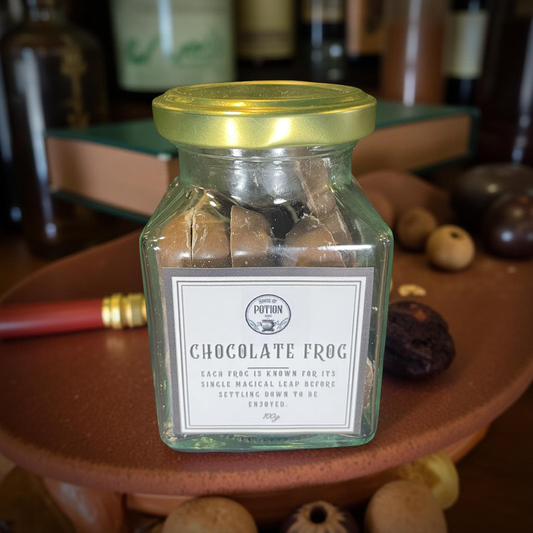 HOUSE OF
POTION
CHOCOLATE FROG
EACH FROG IS KNOWN FOR ITS
SINGLE MAGICAL LEAP BEFORE
SETTLING DOWN TO BE
ENJOYED.
100g